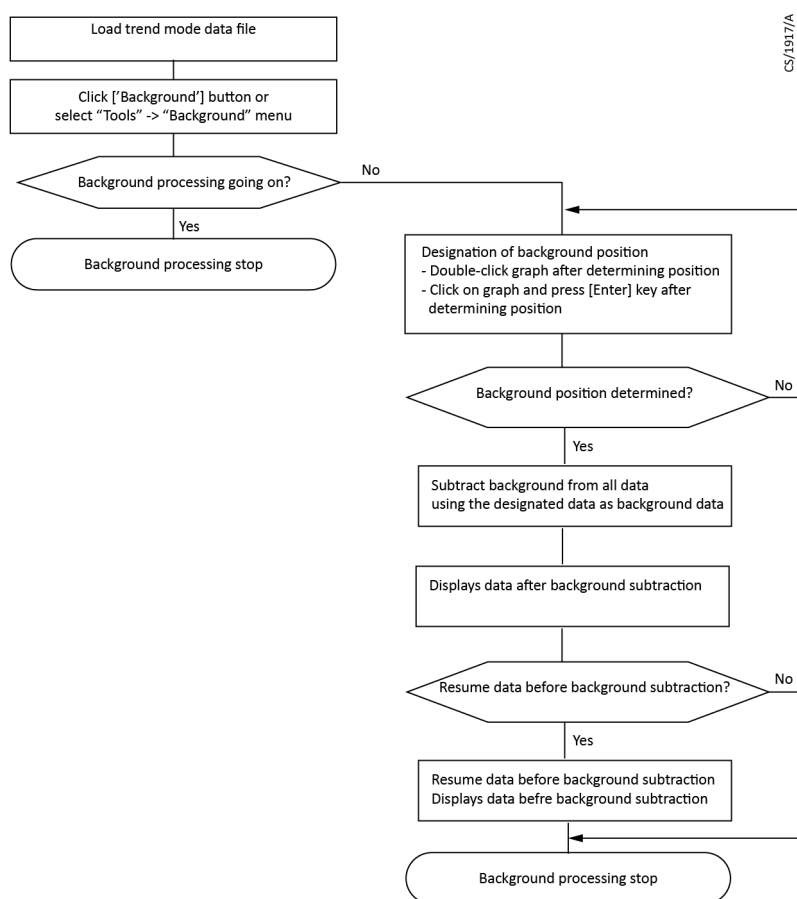 CS/1917/A
Load trend mode data file
Click ['Background'] button or
select “Tools” -> “Background” menu
Background processing going on?
No
Yes
Background processing stop
Designation of background position
- Double-click graph after determining position
- Click on graph and press [Enter] key after
determining position
Background position determined?
No
Yes
Subtract background from all data
using the designated data as background data
Displays data after background subtraction
Resume data before background subtraction?
No
Yes
Resume data before background subtraction
Displays data befre background subtraction
Background processing stop